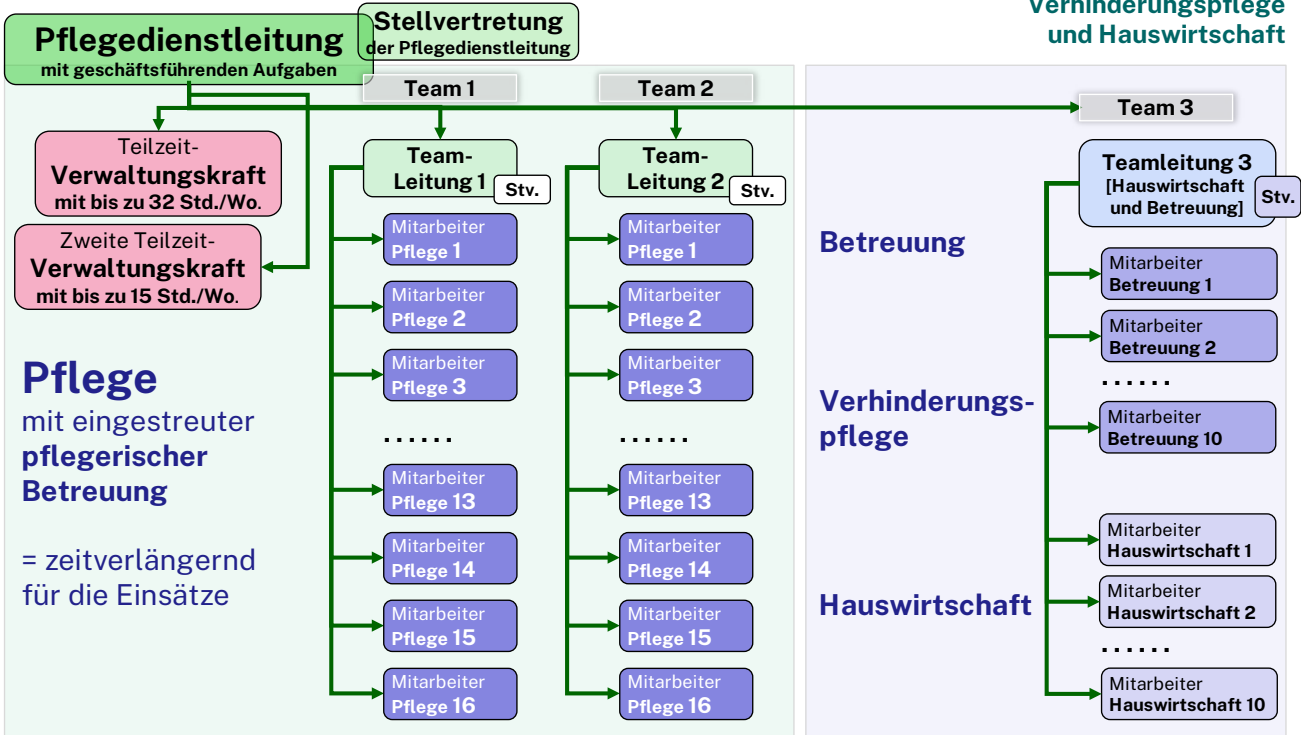 Verhinderungspflege
und Hauswirtschaft
Pflegedienstleitung
mit geschäftsführenden Aufgaben
Stellvertretung
der Pflegedienstleitung
Teilzeit-
Verwaltungskraft
mit bis zu 32 Std./Wo.
Zweite Teilzeit-
Verwaltungskraft
mit bis zu 15 Std./Wo.
Pflege
mit eingestreuter
pflegerischer
Betreuung
= zeitverlängernd
für die Einsätze
Team 1
Team-
Leitung 1
Stv.
Mitarbeiter
Pflege 1
Mitarbeiter
Pflege 2
Mitarbeiter
Pflege 3
......
Mitarbeiter
Pflege 13
Mitarbeiter
Pflege 14
Mitarbeiter
Pflege 15
Mitarbeiter
Pflege 16
Team 2
Team-
Leitung 2
Stv.
Mitarbeiter
Pflege 1
Mitarbeiter
Pflege 2
Mitarbeiter
Pflege 3
......
Mitarbeiter
Pflege 13
Mitarbeiter
Pflege 14
Mitarbeiter
Pflege 15
Mitarbeiter
Pflege 16
Betreuung
Verhinderungs-
pflege
Hauswirtschaft
Team 3
Teamleitung 3
[Hauswirtschaft
und Betreuung]
Stv.
Mitarbeiter
Betreuung 1
Mitarbeiter
Betreuung 2
......
Mitarbeiter
Betreuung 10
Mitarbeiter
Hauswirtschaft 1
Mitarbeiter
Hauswirtschaft 2
......
Mitarbeiter
Hauswirtschaft 10